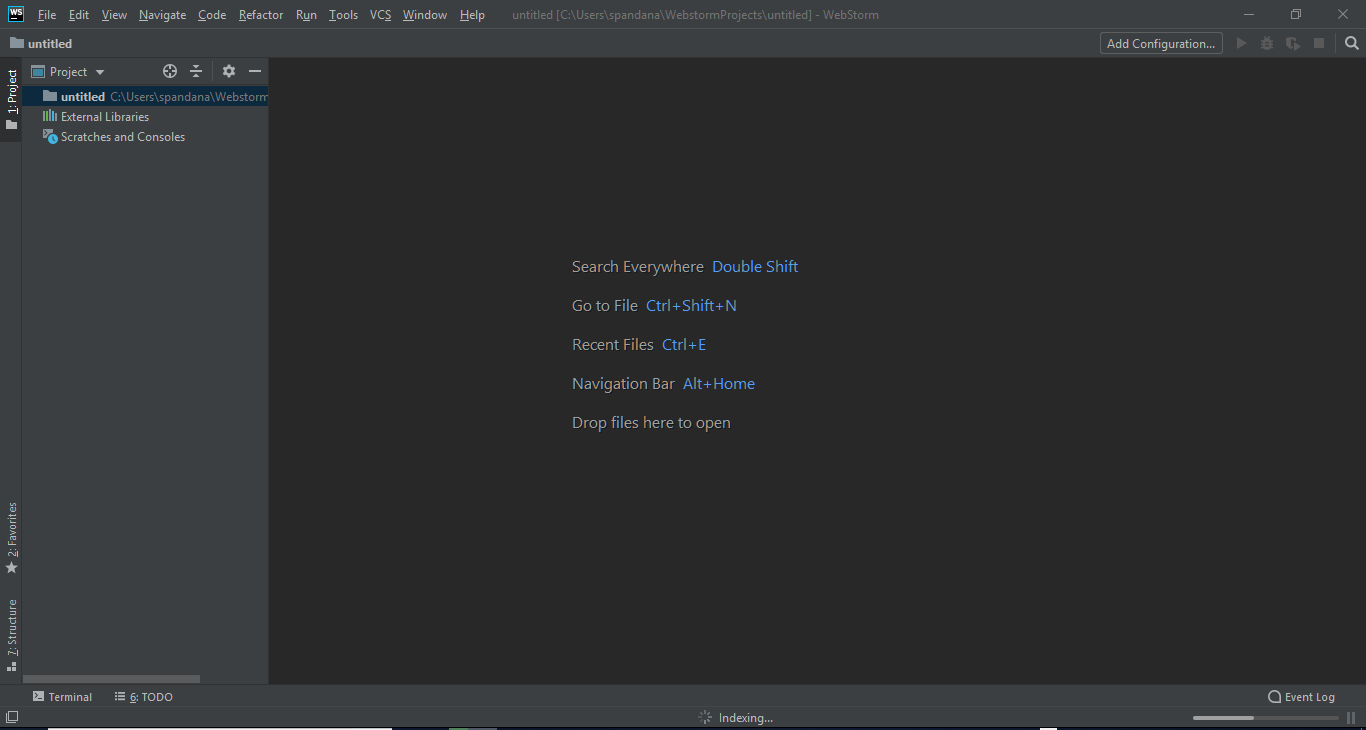 WS File Edit View Navigate Code Refactor Run Tools VCS Window Help untitled [C:\Users\spandana\WebstormProjects\untitled] - WebStorm
untitled Add Configuration...
1: Project
Project
untitled C:\Users\spandana\Webstorm
External Libraries
Scratches and Consoles
Search Everywhere Double Shift
Go to File Ctrl+Shift+N
Recent Files Ctrl+E
Navigation Bar Alt+Home
Drop files here to open
2: Favorites
7: Structure
Terminal 6: TODO Event Log
Indexing...